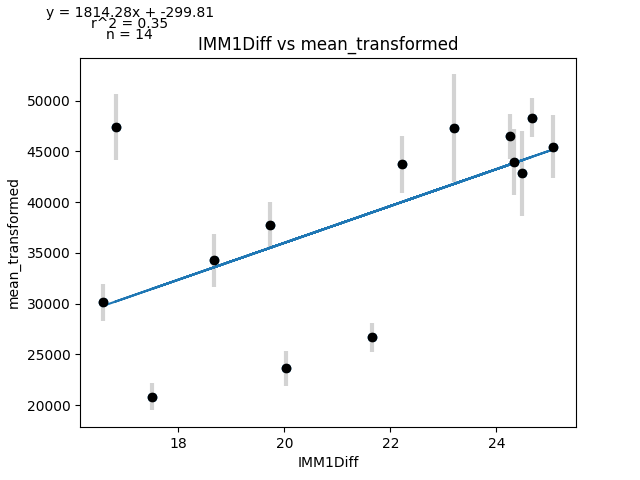 y = 1814.28x + -299.81
r^2 = 0.35
n = 14
IMM1Diff vs mean_transformed
50000
45000
40000
35000
30000
25000
20000
mean_transformed
18 20 22 24
IMM1Diff